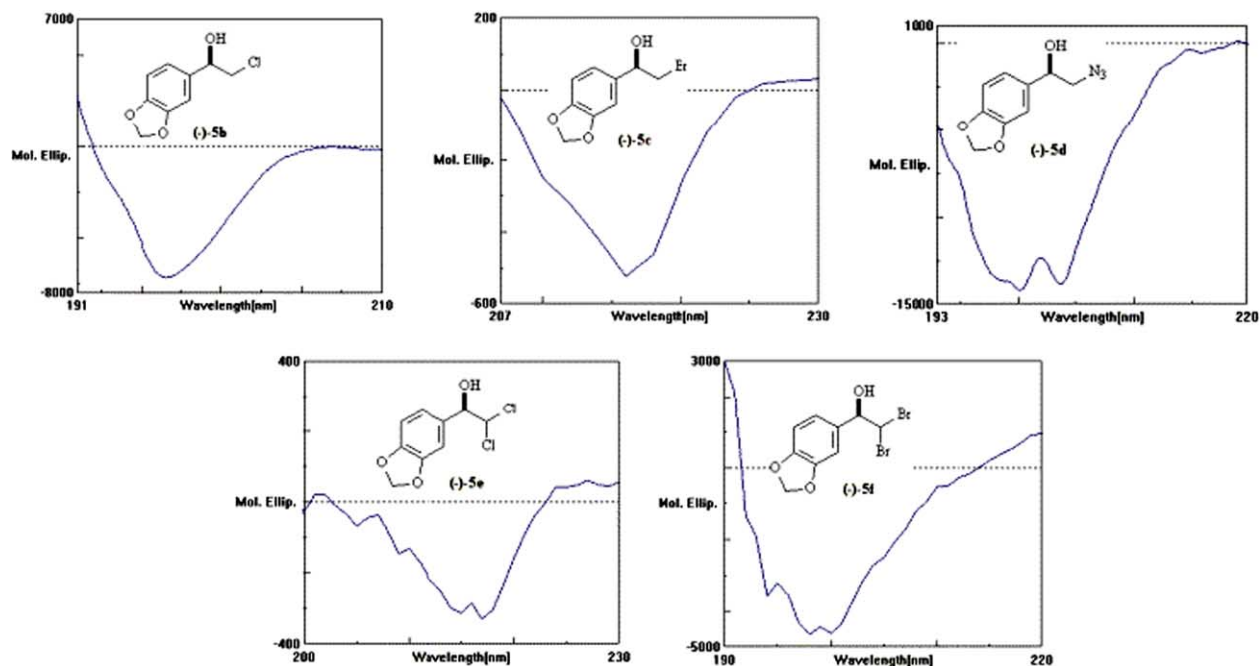 7000
OH
Cl
O
O
(-)-5b
Mol. Ellip.
-8000
191
Wavelength[nm]
210
200
OH
Br
O
O
(-)-5c
Mol. Ellip.
-600
207
Wavelength[nm]
230
1000
OH
N3
O
O
(-)-5d
Mol. Ellip.
-15000
193
Wavelength[nm]
220
400
OH
Cl
Cl
O
O
(-)-5e
Mol. Ellip.
-400
200
Wavelength[nm]
230
3000
OH
Br
Br
O
O
(-)-5f
Mol. Ellip.
-5000
190
Wavelength[nm]
220